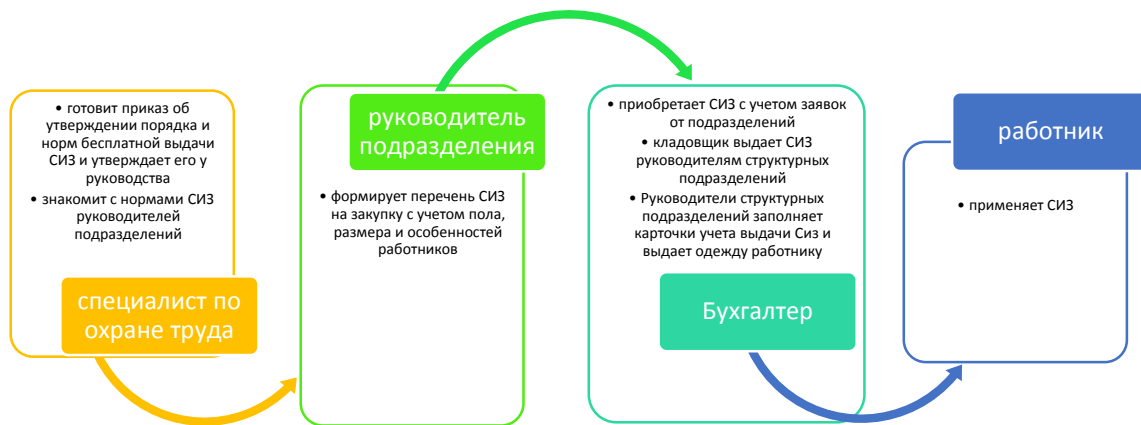 • готовит приказ об
утверждении порядка и
норм бесплатной выдачи
СИЗ и утверждает его у
руководства
• знакомит с нормами СИЗ
руководителей
подразделений
специалист по
охране труда
руководитель
подразделения
• формирует перечень СИЗ
на закупку с учетом пола,
размера и особенностей
работников
• приобретает СИЗ с учетом заявок
от подразделений
• кладовщик выдает СИЗ
руководителям структурных
подразделений
• Руководители структурных
подразделений заполняет
карточки учета выдачи Сиз и
выдает одежду работнику
Бухгалтер
работник
• применяет СИЗ